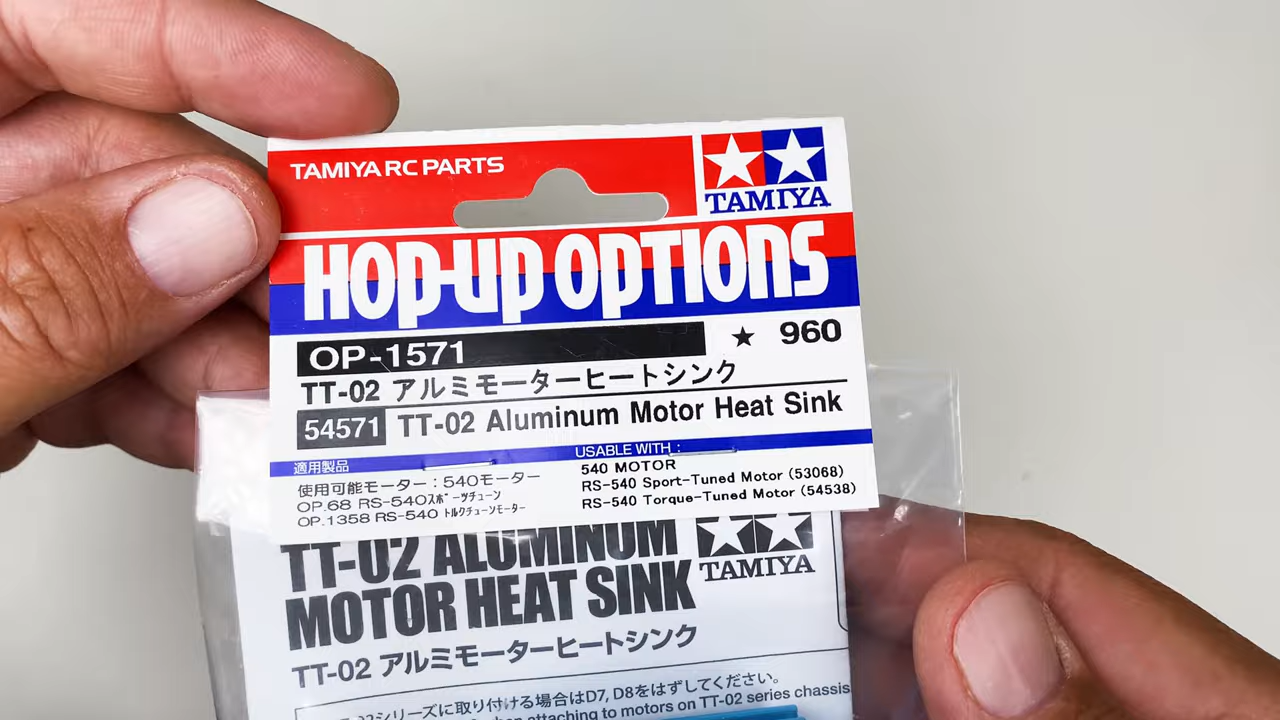 TAMIYA RC PARTS
TAMIYA
HOP-UP OPTIONS
OP-1571
★ 960
TT-02 アルミモーターヒートシンク
54571 TT-02 Aluminum Motor Heat Sink
適用製品
使用可能モーター：540モーター
OP.68 RS-540スポーツチューン
OP.1358 RS-540 トルクチューンモーター
USABLE WITH :
540 MOTOR
RS-540 Sport-Tuned Motor (53068)
RS-540 Torque-Tuned Motor (54538)
TT-02 ALUMINUM
MOTOR HEAT SINK
TAMIYA
TT-02 アルミモーターヒートシンク
シリーズに取り付ける場合はD7, D8をはずしてください。
when attaching to motors on TT-02 series chassis